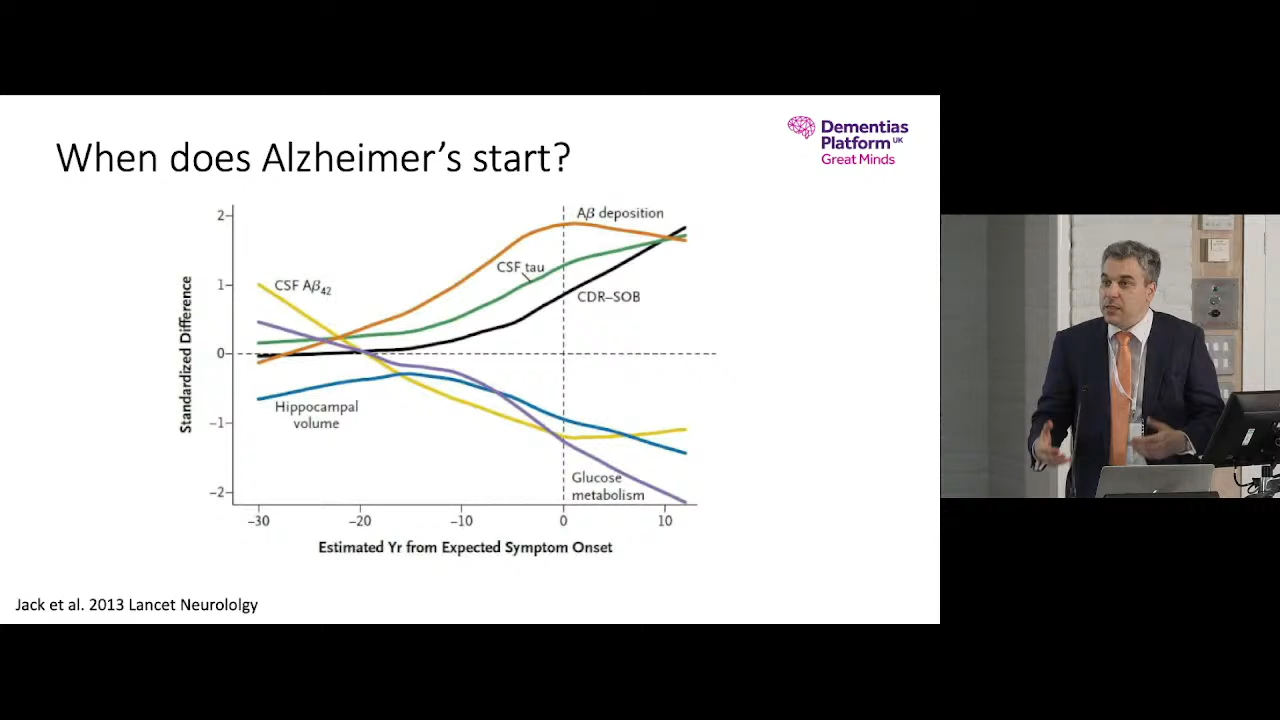 When does Alzheimer's start?
Dementias
Platform UK
Great Minds
Standardized Difference
2
1
0
−1
−2
CSF Aβ42
Aβ deposition
CSF tau
CDR–SOB
Hippocampal
volume
Glucose
metabolism
−30
−20
−10
0
10
Estimated Yr from Expected Symptom Onset
Jack et al. 2013 Lancet Neurololgy